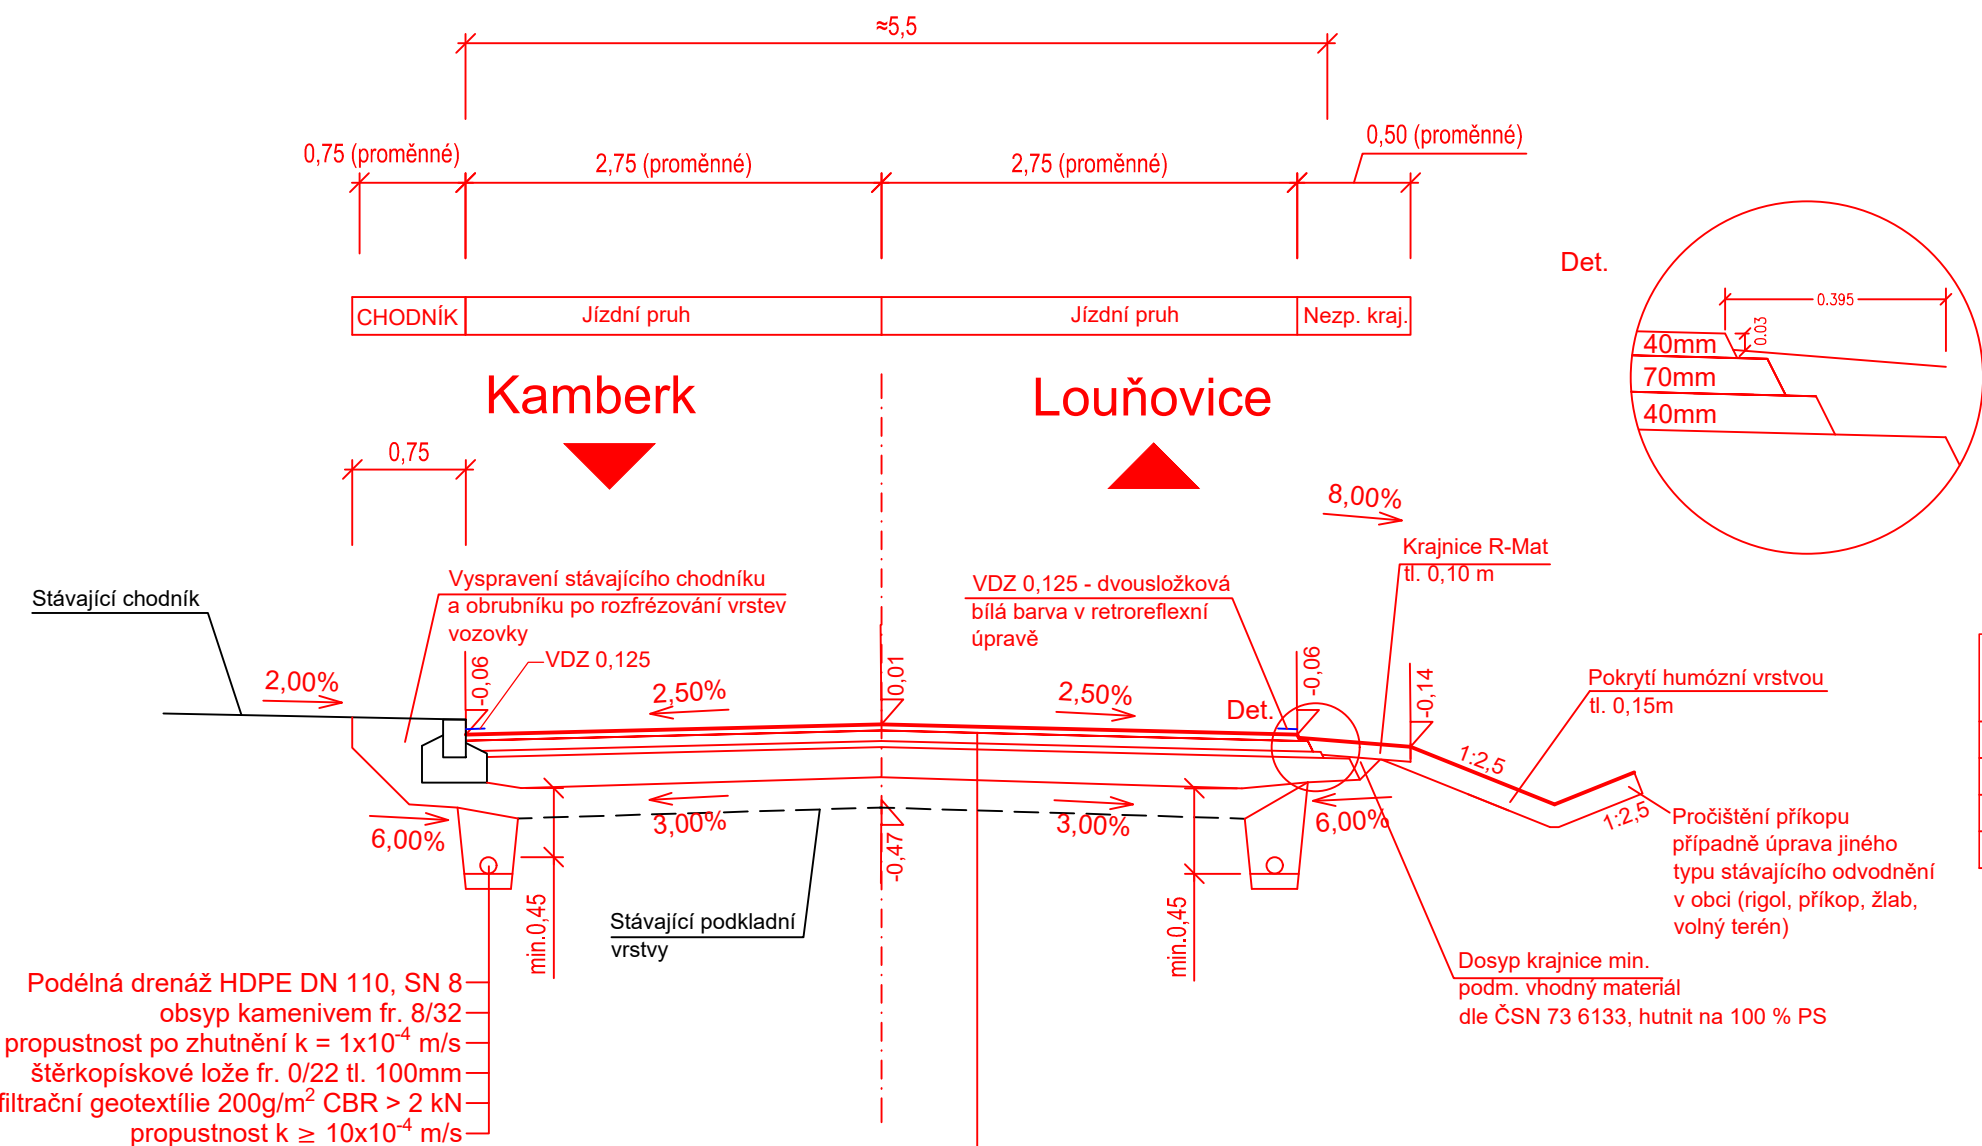 ≈5,5
0,75 (proměnné)
2,75 (proměnné)
2,75 (proměnné)
0,50 (proměnné)
CHODNÍK
Jízdní pruh
Jízdní pruh
Nezp. kraj.
Det.
0.395
0.03
40mm
70mm
40mm
Kamberk
Louňovice
0,75
8,00%
Krajnice R-Mat
tl. 0,10 m
Stávající chodník
Vyspravení stávajícího chodníku
a obrubníku po rozfrézování vrstev
vozovky
VDZ 0,125
VDZ 0,125 - dvousložková
bílá barva v retroreflexní
úpravě
2,00%
-0,06
2,50%
0,01
2,50%
Det.
-0,06
-0,14
Pokrytí humózní vrstvou
tl. 0,15m
1:2,5
1:2,5
6,00%
3,00%
-0,47
3,00%
6,00%
min.0,45
min.0,45
Stávající podkladní
vrstvy
Pročištění příkopu
případně úprava jiného
typu stávajícího odvodnění
v obci (rigol, příkop, žlab,
volný terén)
Dosyp krajnice min.
podm. vhodný materiál
dle ČSN 73 6133, hutnit na 100 % PS
Podélná drenáž HDPE DN 110, SN 8
obsyp kamenivem fr. 8/32
propustnost po zhutnění k = 1x10⁻⁴ m/s
štěrkopískové lože fr. 0/22 tl. 100mm
filtrační geotextílie 200g/m² CBR > 2 kN
propustnost k ≥ 10x10⁻⁴ m/s